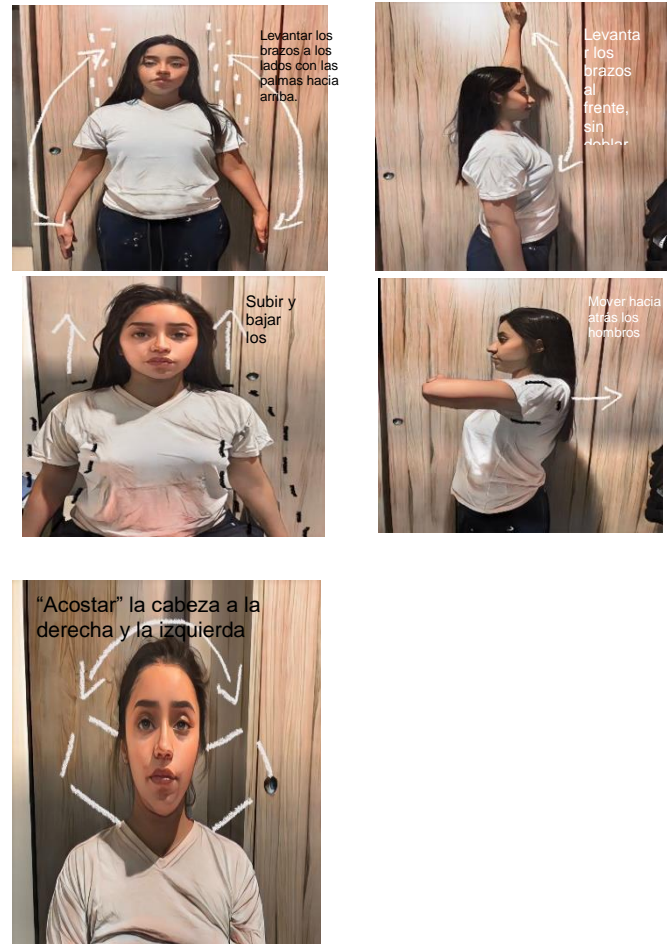 Levantar los
brazos a los
lados con las
palmas hacia
arriba.
Levanta
r los
brazos
al
frente,
sin
doblar
Subir y
bajar
los
Mover hacia
atrás los
hombros
“Acostar” la cabeza a la
derecha y la izquierda